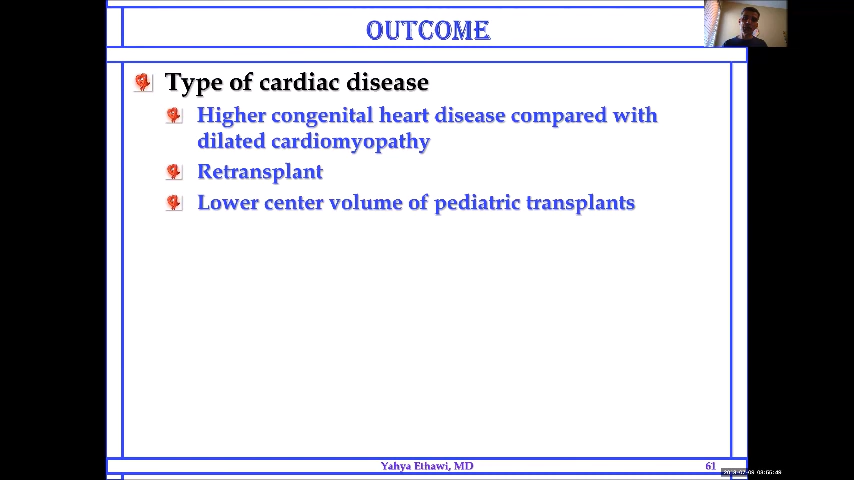 OUTCOME
Type of cardiac disease
Higher congenital heart disease compared with
dilated cardiomyopathy
Retransplant
Lower center volume of pediatric transplants
Yahya Ethawi, MD
61